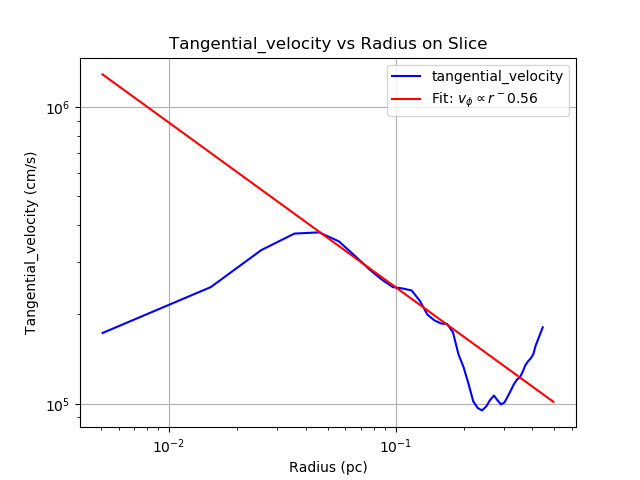 Tangential_velocity vs Radius on Slice
tangential_velocity
Fit: $v_\phi \propto r^-0.56$
10^6
10^5
Tangential_velocity (cm/s)
10^-2 10^-1
Radius (pc)